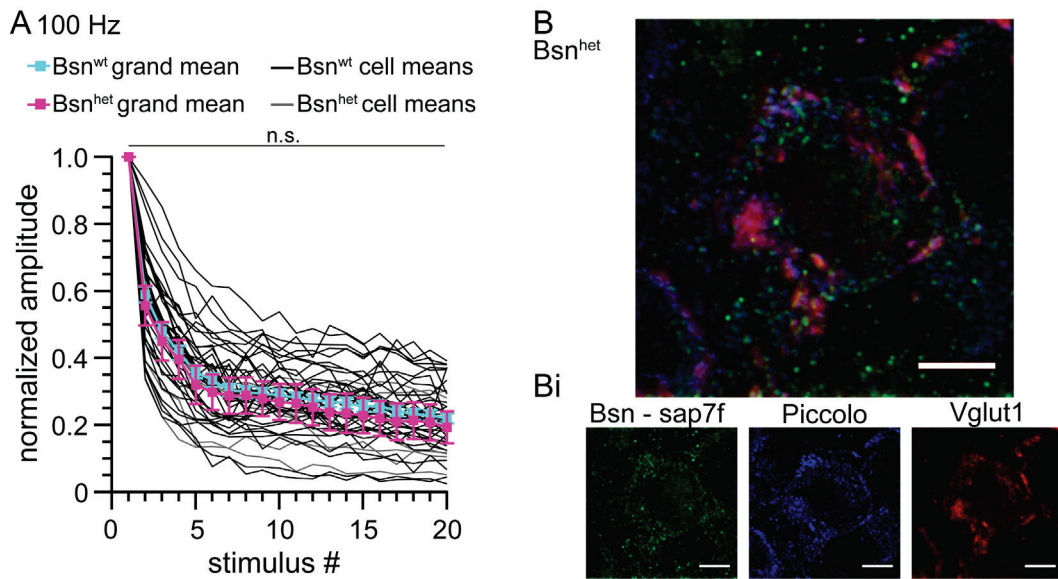 A 100 Hz
Bsn^wt grand mean
Bsn^wt cell means
Bsn^het grand mean
Bsn^het cell means
n.s.
1.0
0.8
0.6
0.4
0.2
0
normalized amplitude
0 5 10 15 20
stimulus #
B
Bsn^het
Bi
Bsn - sap7f
Piccolo
Vglut1